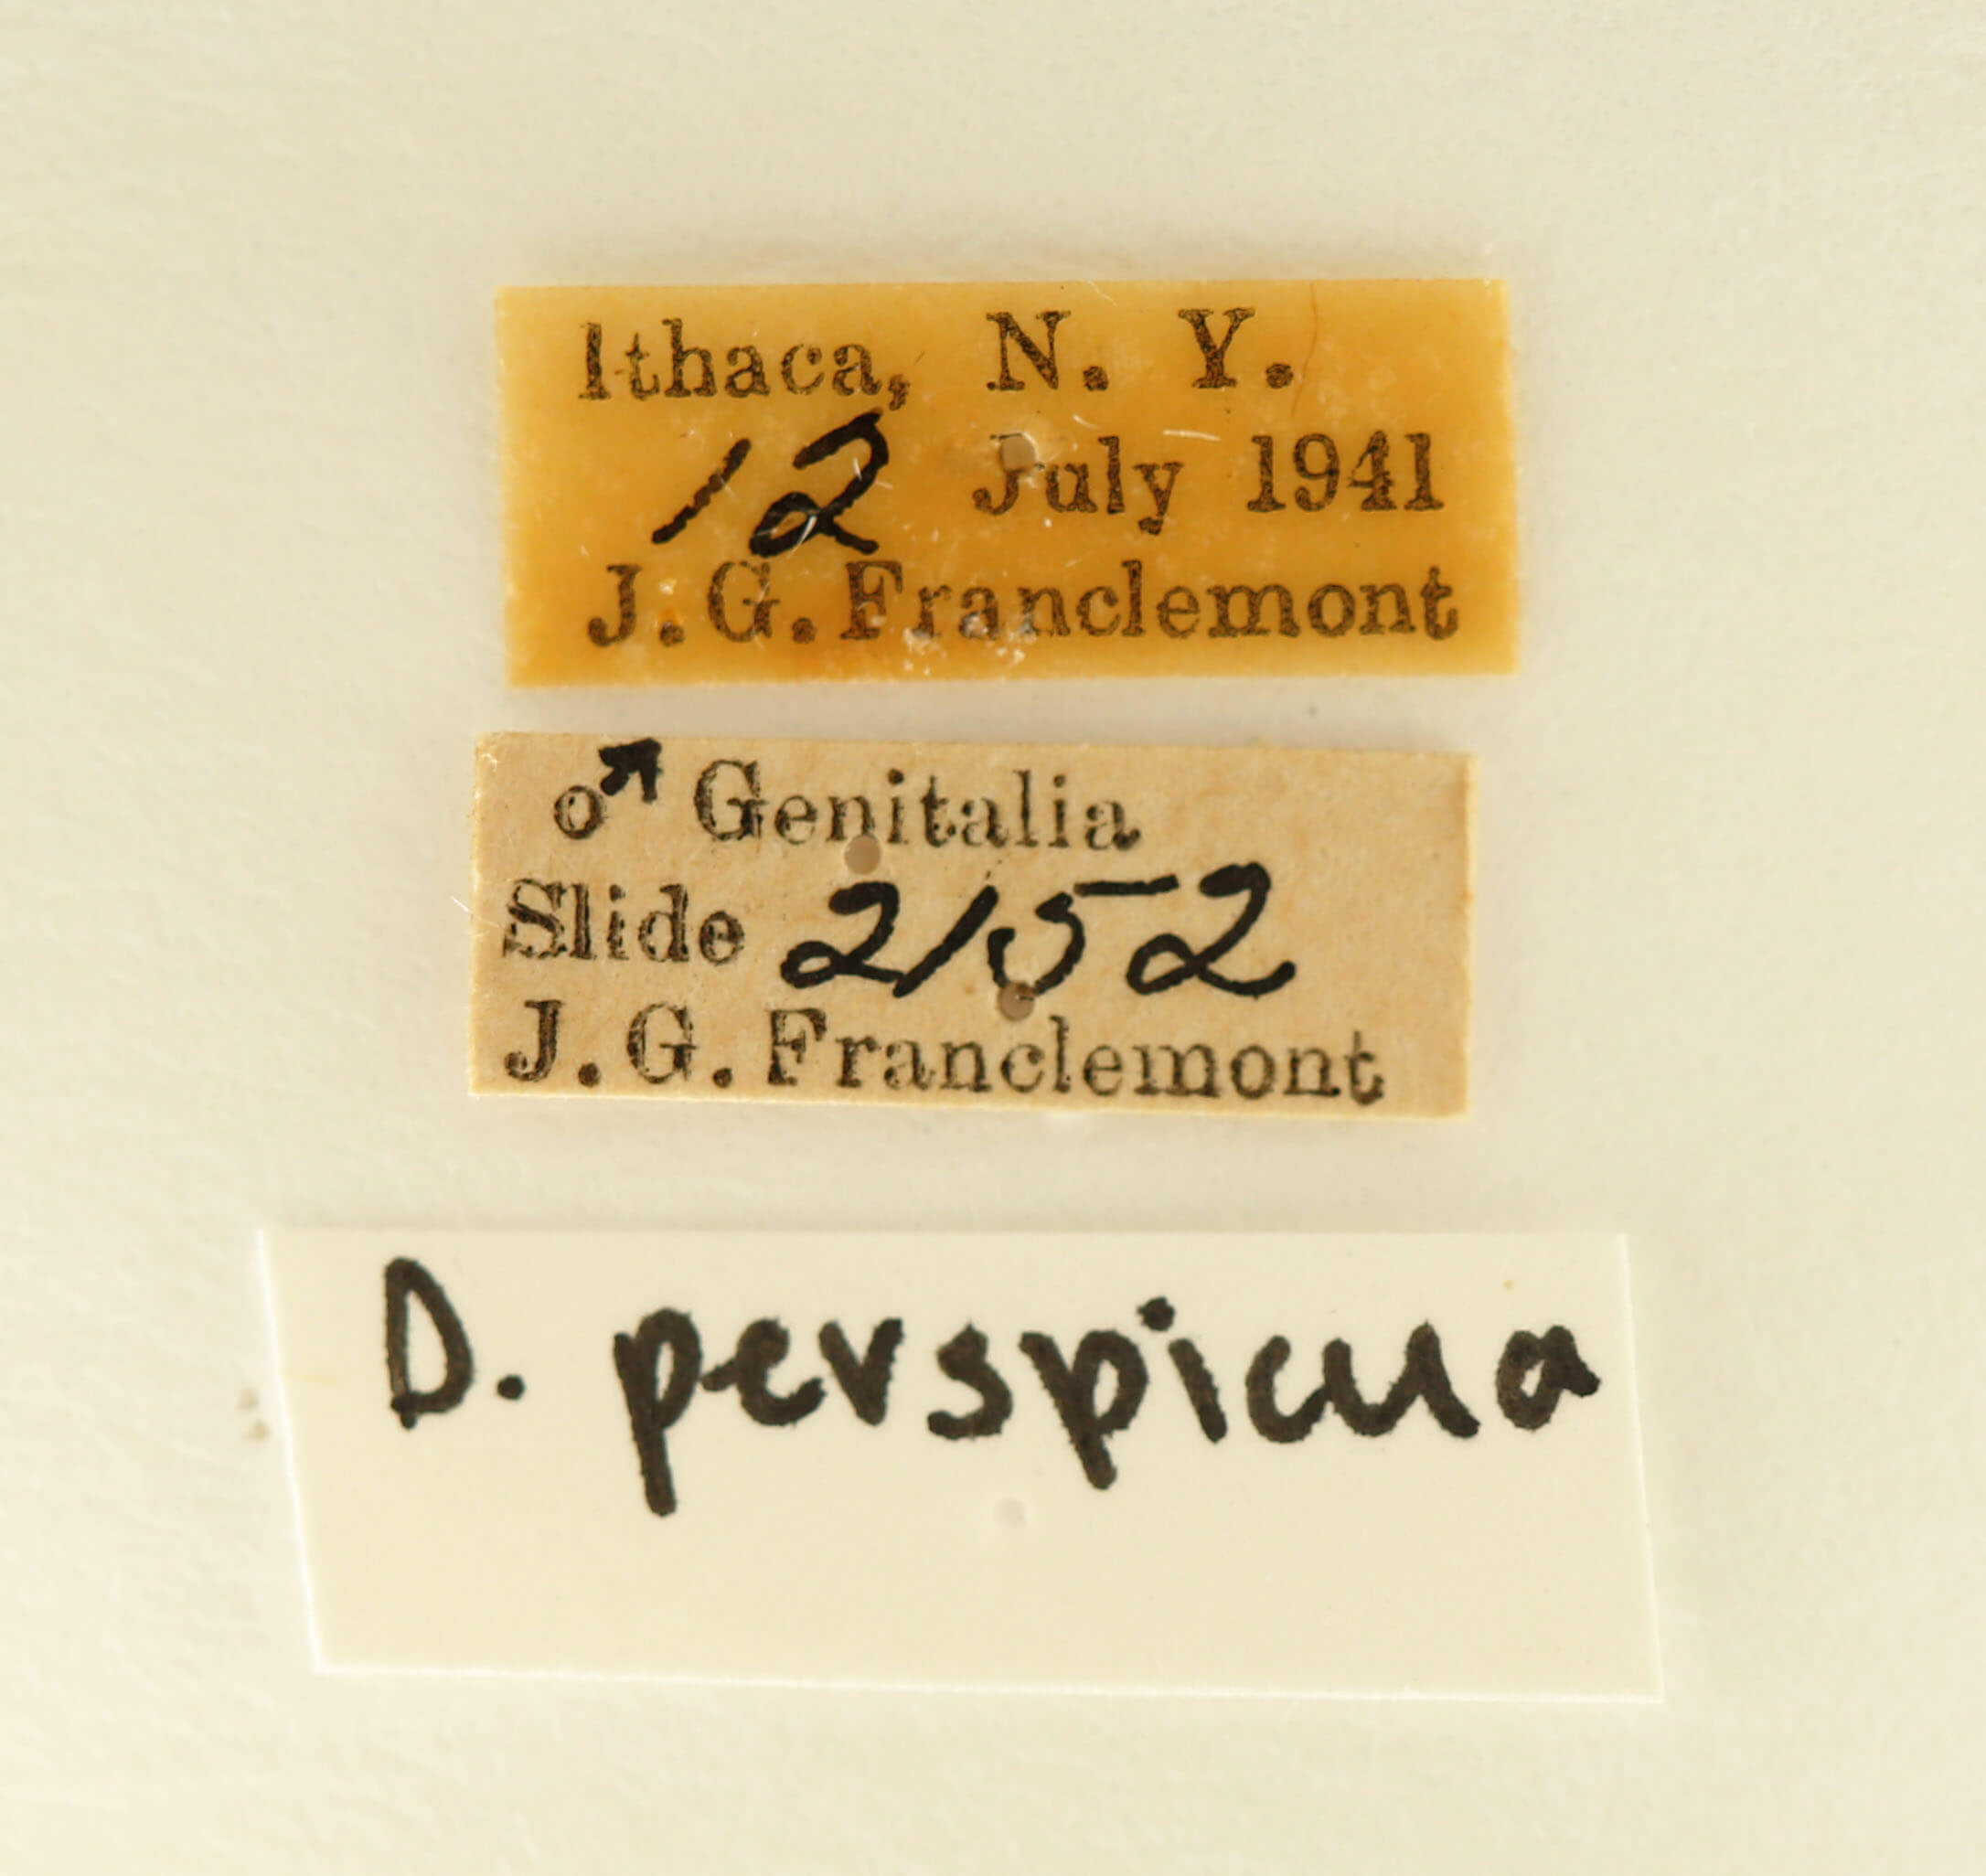 Ithaca, N. Y.
12 July 1941
J. G. Franclemont
♂ Genitalia
Slide 2152
J. G. Franclemont
D. perspicua